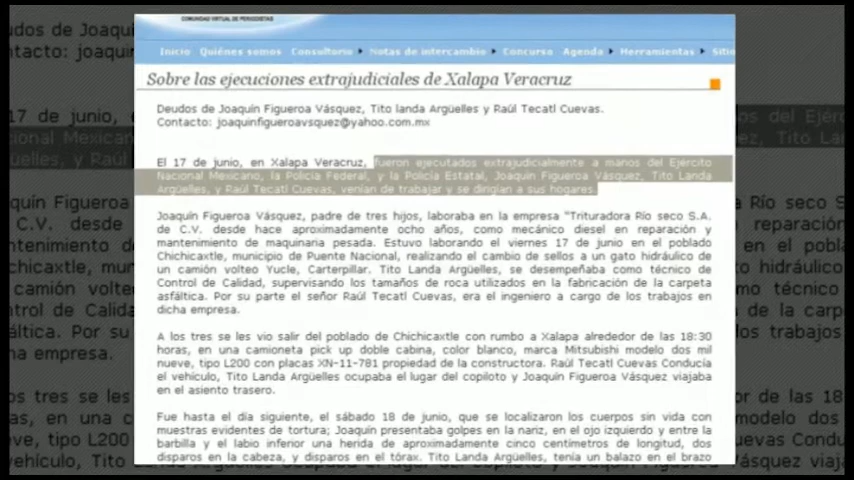 COMUNIDAD VIRTUAL DE PERIODISTAS
Inicio Quiénes somos Consultorio Notas de intercambio Concurso Agenda Herramientas Sitio
Sobre las ejecuciones extrajudiciales de Xalapa Veracruz
Deudos de Joaquín Figueroa Vásquez, Tito landa Argüelles y Raúl Tecatl Cuevas.
Contacto: joaquinfigueroavsquez@yahoo.com.mx
El 17 de junio, en Xalapa Veracruz, fueron ejecutados extrajudicialmente a manos del Ejército
Nacional Mexicano, la Policía Federal, y la Policía Estatal, Joaquín Figueroa Vásquez, Tito Landa
Argüelles, y Raúl Tecatl Cuevas, venían de trabajar y se dirigían a sus hogares.
Joaquín Figueroa Vásquez, padre de tres hijos, laboraba en la empresa "Trituradora Río seco S.A.
de C.V. desde hace aproximadamente ocho años, como mecánico diesel en reparación y
mantenimiento de maquinaria pesada. Estuvo laborando el viernes 17 de junio en el poblado
Chichicaxtle, municipio de Puente Nacional, realizando el cambio de sellos a un gato hidráulico de
un camión volteo Yucle, Carterpillar. Tito Landa Argüelles, se desempeñaba como técnico de
Control de Calidad, supervisando los tamaños de roca utilizados en la fabricación de la carpeta
asfáltica. Por su parte el señor Raúl Tecatl Cuevas, era el ingeniero a cargo de los trabajos en
dicha empresa.
A los tres se les vio salir del poblado de Chichicaxtle con rumbo a Xalapa alrededor de las 18:30
horas, en una camioneta pick up doble cabina, color blanco, marca Mitsubishi modelo dos mil
nueve, tipo L200 con placas XN-11-781 propiedad de la constructora. Raúl Tecatl Cuevas Conducía
el vehículo, Tito Landa Argüelles ocupaba el lugar del copiloto y Joaquín Figueroa Vásquez viajaba
en el asiento trasero.
Fue hasta el día siguiente, el sábado 18 de junio, que se localizaron los cuerpos sin vida con
muestras evidentes de tortura; Joaquín presentaba golpes en la nariz, en el ojo izquierdo y entre la
barbilla y el labio inferior una herida de aproximadamente cinco centímetros de longitud, dos
disparos en la cabeza, y disparos en el tórax. Tito Landa Argüelles, tenía un balazo en el brazo